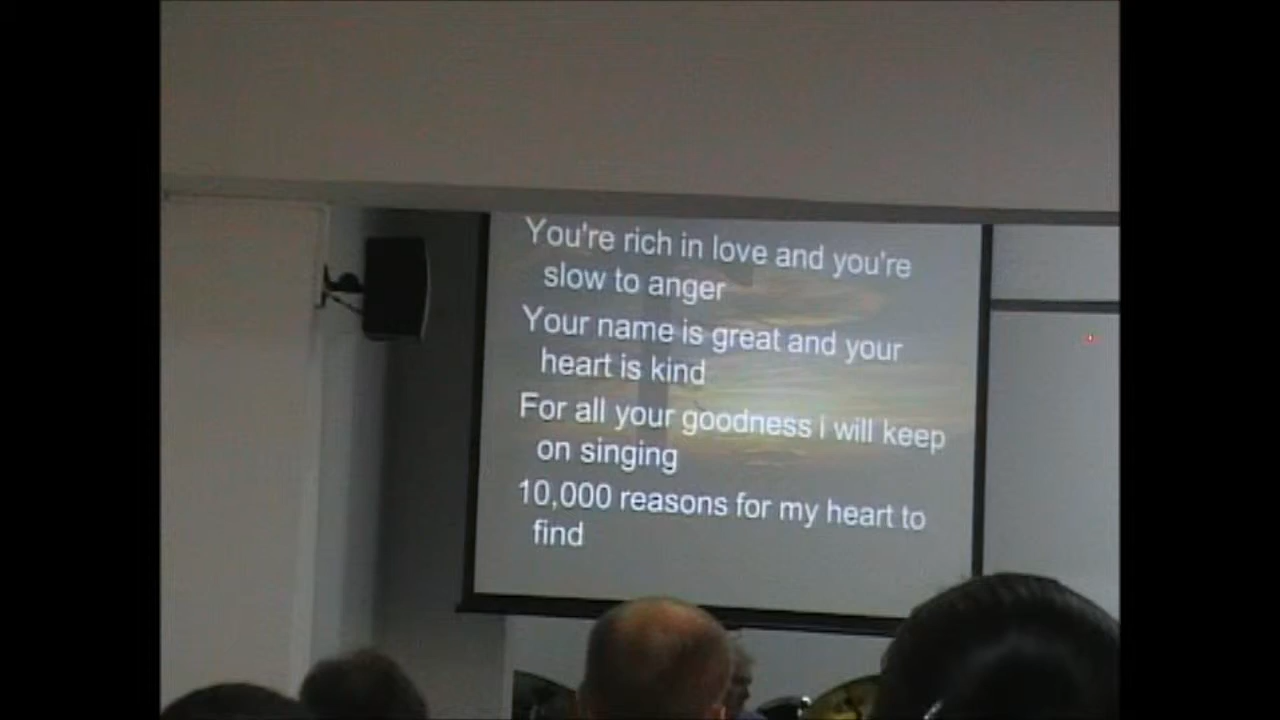 You're rich in love and you're
slow to anger
Your name is great and your
heart is kind
For all your goodness i will keep
on singing
10,000 reasons for my heart to
find